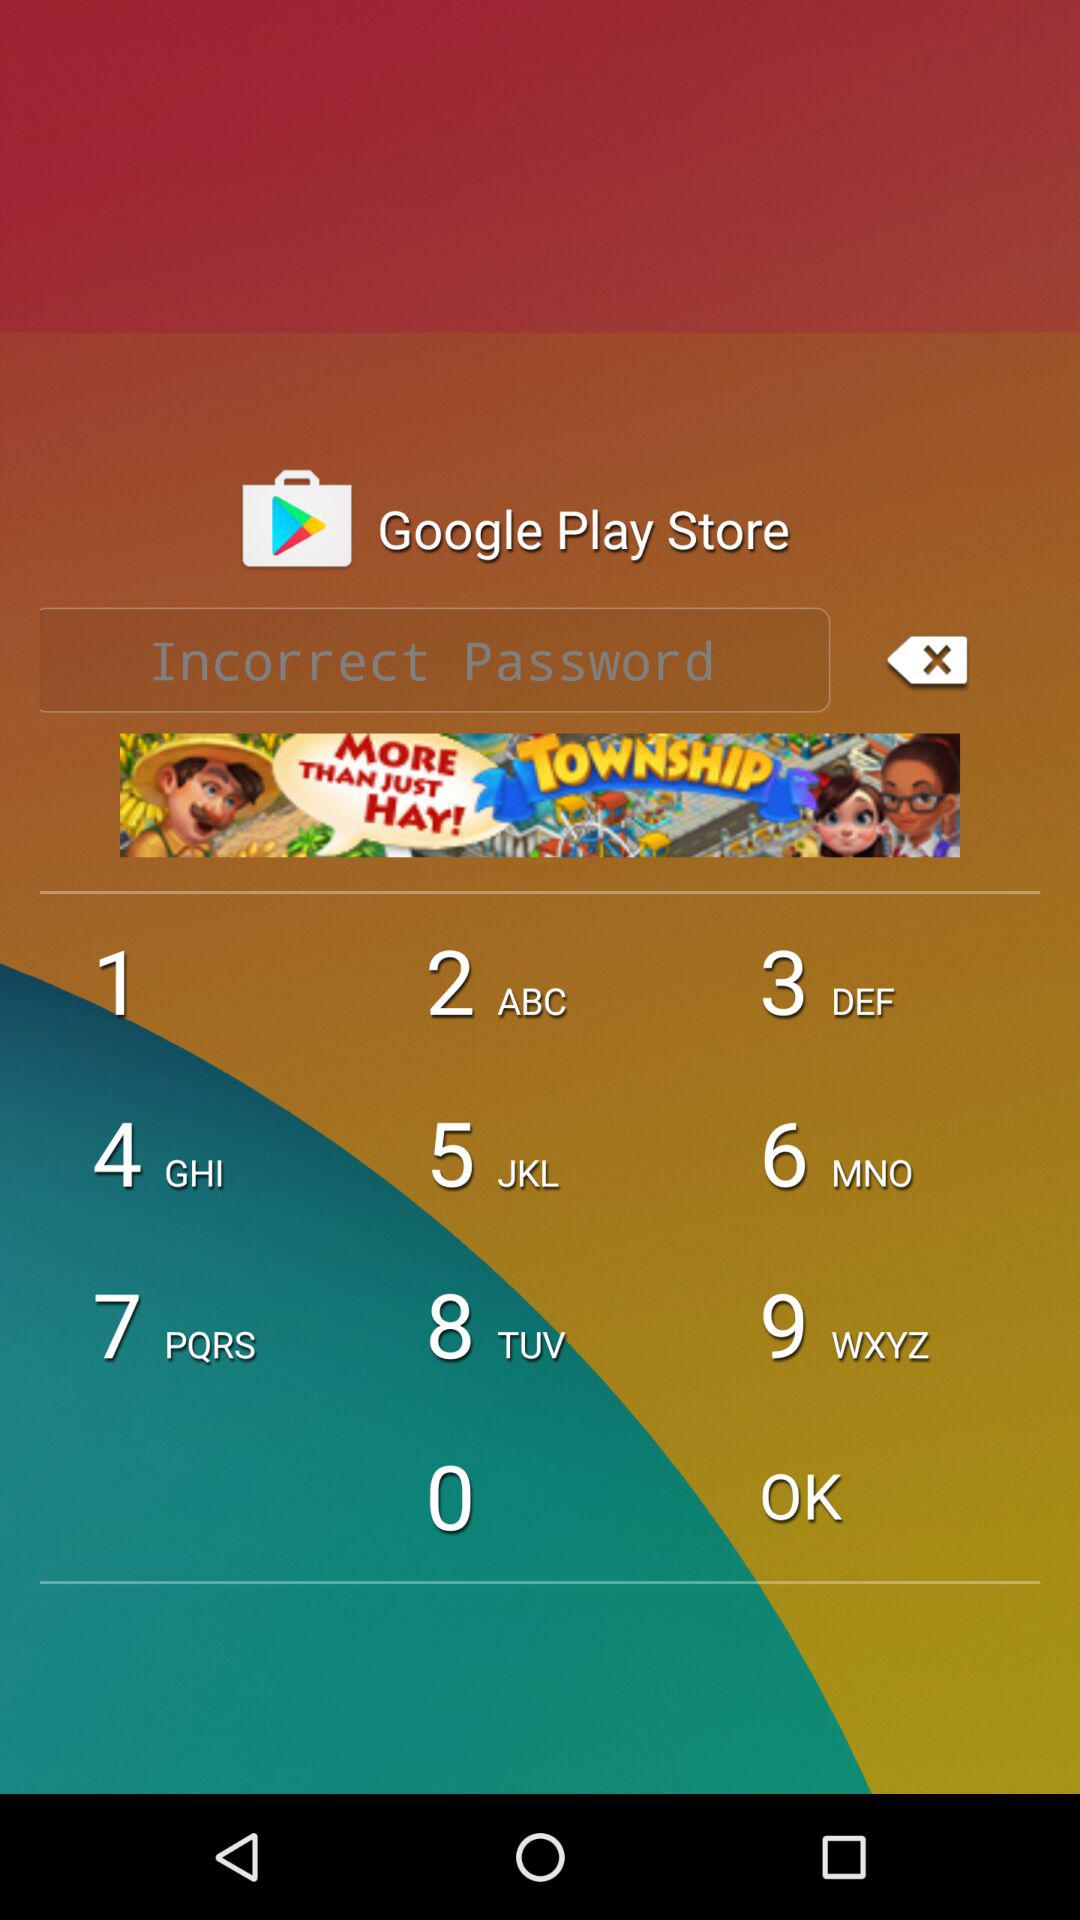 Google Play Store
Incorrect Password
MORE
THAN JUST
HAY!
TOWNSHIP
1 2 ABC 3 DEF
4 GHI 5 JKL 6 MNO
7 PQRS 8 TUV 9 WXYZ
0 OK